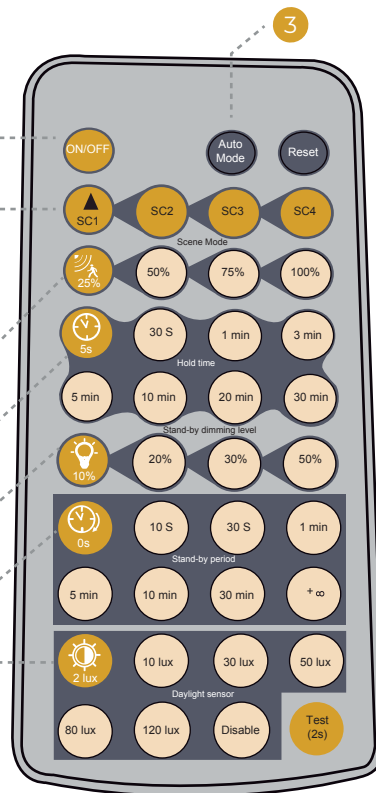 3
ON/OFF
Auto
Mode
Reset
SC1
SC2
SC3
SC4
Scene Mode
25%
50%
75%
100%
5s
30 S
1 min
3 min
Hold time
5 min
10 min
20 min
30 min
Stand-by dimming level
10%
20%
30%
50%
0s
10 S
30 S
1 min
Stand-by period
5 min
10 min
30 min
+ ∞
2 lux
10 lux
30 lux
50 lux
Daylight sensor
80 lux
120 lux
Disable
Test
(2s)